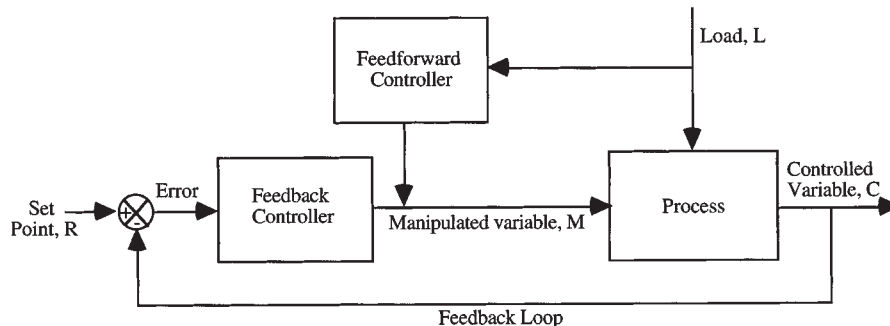 Load, L
Feedforward
Controller
Controlled
Variable, C
Error
Feedback
Controller
Process
Set
Point, R
+
-
Manipulated variable, M
Feedback Loop